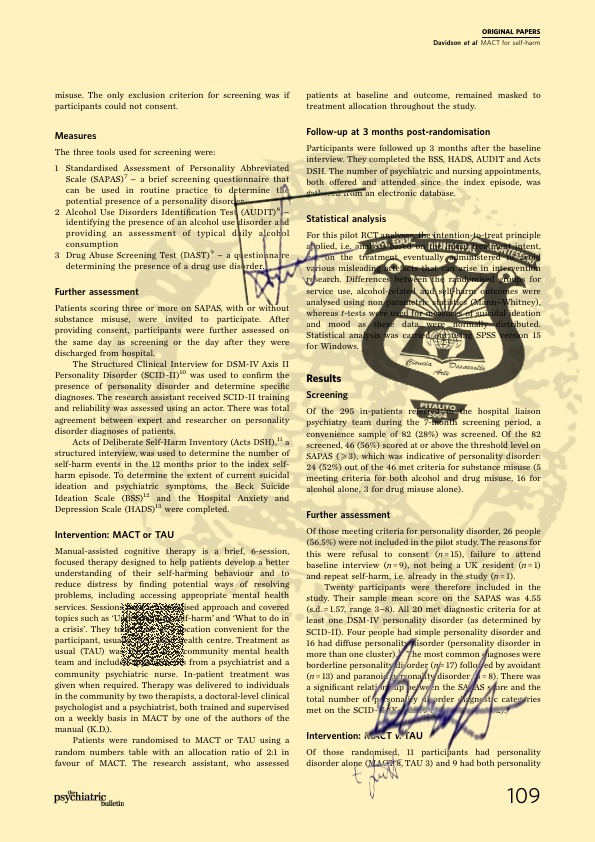 ORIGINAL PAPERS
Davidson et al MACT for self-harm
misuse. The only exclusion criterion for screening was if
participants could not consent.
Measures
The three tools used for screening were:
1 Standardised Assessment of Personality Abbreviated
Scale (SAPAS)7 – a brief screening questionnaire that
can be used in routine practice to determine the
potential presence of a personality disorder
2 Alcohol Use Disorders Identification Test (AUDIT)8 –
identifying the presence of an alcohol use disorder and
providing an assessment of typical daily alcohol
consumption
3 Drug Abuse Screening Test (DAST)9 – a questionnaire
determining the presence of a drug use disorder.
Further assessment
Patients scoring three or more on SAPAS, with or without
substance misuse, were invited to participate. After
providing consent, participants were further assessed on
the same day as screening or the day after they were
discharged from hospital.
The Structured Clinical Interview for DSM-IV Axis II
Personality Disorder (SCID-II)10 was used to confirm the
presence of personality disorder and determine specific
diagnoses. The research assistant received SCID-II training
and reliability was assessed using an actor. There was total
agreement between expert and researcher on personality
disorder diagnoses of patients.
Acts of Deliberate Self-Harm Inventory (Acts DSH),11 a
structured interview, was used to determine the number of
self-harm events in the 12 months prior to the index self-
harm episode. To determine the extent of current suicidal
ideation and psychiatric symptoms, the Beck Suicide
Ideation Scale (BSS)12 and the Hospital Anxiety and
Depression Scale (HADS)13 were completed.
Intervention: MACT or TAU
Manual-assisted cognitive therapy is a brief, 6-session,
focused therapy designed to help patients develop a better
understanding of their self-harming behaviour and to
reduce distress by finding potential ways of resolving
problems, including accessing appropriate mental health
services. approach and covered
topics such as self-harm' and 'What to do in
a crisis'. They location convenient for the
participant, health centre. Treatment as
usual (TAU) was community mental health
team and from a psychiatrist and a
community psychiatric nurse. In-patient treatment was
given when required. Therapy was delivered to individuals
in the community by two therapists, a doctoral-level clinical
psychologist and a psychiatrist, both trained and supervised
on a weekly basis in MACT by one of the authors of the
manual (K.D.).
Patients were randomised to MACT or TAU using a
random numbers table with an allocation ratio of 2:1 in
favour of MACT. The research assistant, who assessed
patients at baseline and outcome, remained masked to
treatment allocation throughout the study.
Follow-up at 3 months post-randomisation
Participants were followed up 3 months after the baseline
interview. They completed the BSS, HADS, AUDIT and Acts
DSH. The number of psychiatric and nursing appointments,
both offered and attended since the index episode, was
gathered from an electronic database.
Statistical analysis
For this pilot RCT analyses, the intention-to-treat principle
applied, i.e. analysis based on the initial treatment intent,
not on the treatment eventually administered to avoid
various misleading artefacts that can arise in intervention
research. Differences between the randomised groups for
service use, alcohol-related and self-harm outcomes were
analysed using non-parametric statistics (Mann–Whitney),
whereas t-tests were used for measures of suicidal ideation
and mood as these data were normally distributed.
Statistical analysis was carried out using SPSS version 15
for Windows.
Ciencia Desarrollo
Arte
PITALITO
Results
Screening
Of the 295 in-patients referred to the hospital liaison
psychiatry team during the 7-month screening period, a
convenience sample of 82 (28%) was screened. Of the 82
screened, 46 (56%) scored at or above the threshold level on
SAPAS (⩾3), which was indicative of personality disorder:
24 (52%) out of the 46 met criteria for substance misuse (5
meeting criteria for both alcohol and drug misuse, 16 for
alcohol alone, 3 for drug misuse alone).
Further assessment
Of those meeting criteria for personality disorder, 26 people
(56.5%) were not included in the pilot study. The reasons for
this were refusal to consent (n=15), failure to attend
baseline interview (n=9), not being a UK resident (n=1)
and repeat self-harm, i.e. already in the study (n=1).
Twenty participants were therefore included in the
study. Their sample mean score on the SAPAS was 4.55
(s.d.=1.57, range 3–8). All 20 met diagnostic criteria for at
least one DSM-IV personality disorder (as determined by
SCID-II). Four people had simple personality disorder and
16 had diffuse personality disorder (personality disorder in
more than one cluster). The most common diagnoses were
borderline personality disorder (n=17) followed by avoidant
(n=13) and paranoid personality disorder (n=8). There was
a significant relationship between the SAPAS score and the
total number of personality disorder diagnostic categories
met on the SCID
Intervention: MACT v. TAU
Of those randomised, 11 participants had personality
disorder alone (MACT 8, TAU 3) and 9 had both personality
the psychiatric bulletin
109